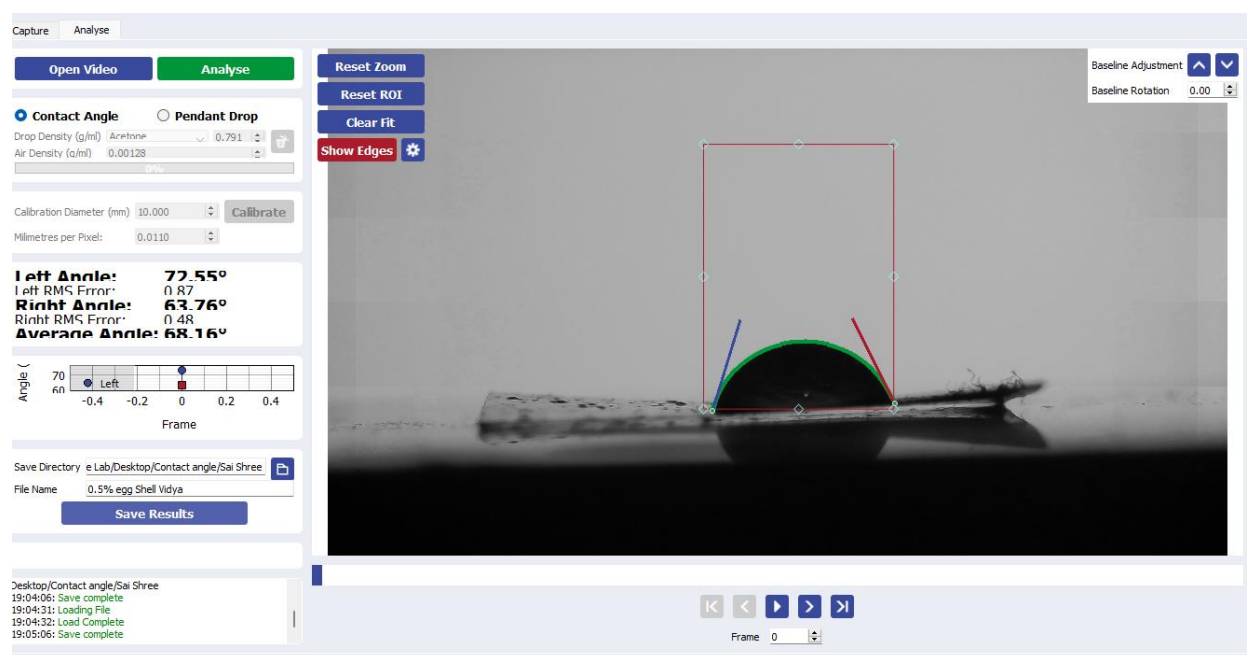 Capture Analyse
Open Video Analyse
Contact Angle Pendant Drop
Drop Density (g/ml) Acetone 0.791
Air Density (g/ml) 0.00128
0%
Calibration Diameter (mm) 10.000 Calibrate
Milimetres per Pixel: 0.0110
Left Angle: 72.55°
Left RMS Error: 0.87
Right Angle: 63.76°
Right RMS Error: 0.48
Average Angle: 68.16°
Angle (
70
60
Left
-0.4 -0.2 0 0.2 0.4
Frame
Save Directory e Lab/Desktop/Contact angle/Sai Shree
File Name 0.5% egg Shell Vidya
Save Results
Desktop/Contact angle/Sai Shree
19:04:06: Save complete
19:04:31: Loading File
19:04:32: Load Complete
19:05:06: Save complete
Reset Zoom
Reset ROI
Clear Fit
Show Edges
Baseline Adjustment
Baseline Rotation 0.00
Frame 0